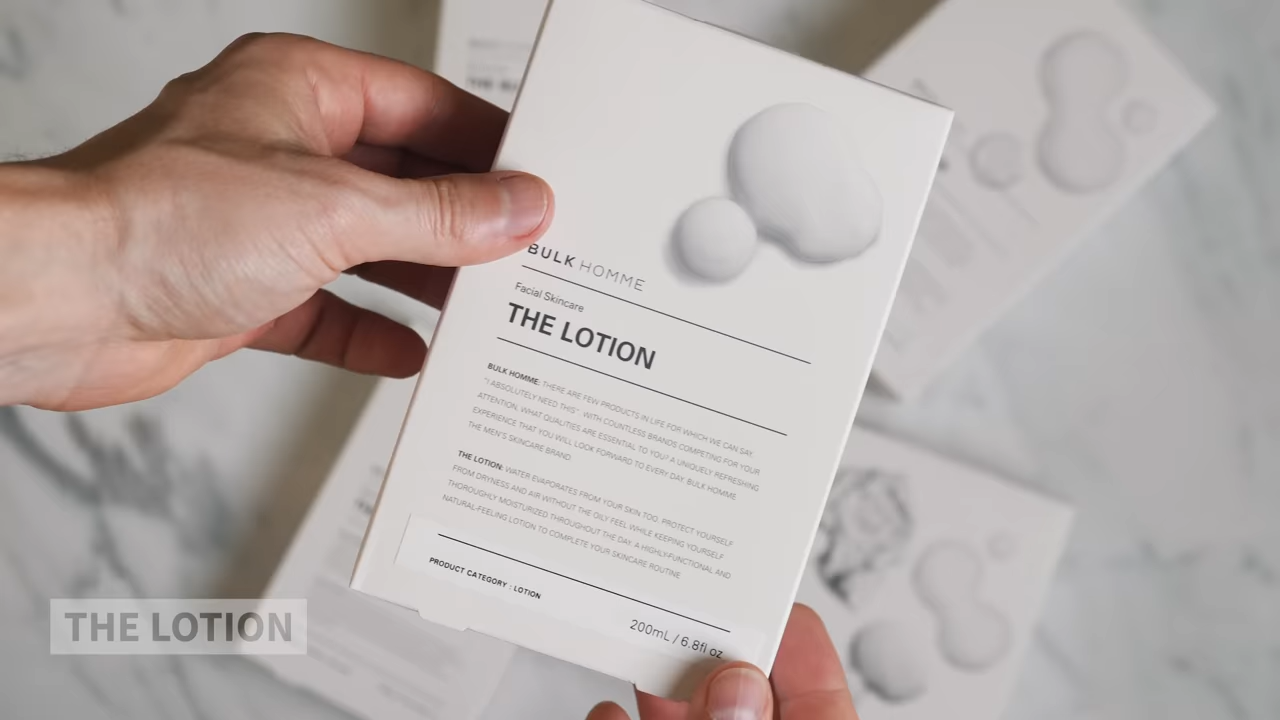 BULK HOMME
Facial Skincare
THE LOTION
BULK HOMME: THERE ARE FEW PRODUCTS IN LIFE FOR WHICH WE CAN SAY,
"I ABSOLUTELY NEED THIS". WITH COUNTLESS BRANDS COMPETING FOR YOUR
ATTENTION, WHAT QUALITIES ARE ESSENTIAL TO YOU? A UNIQUELY REFRESHING
EXPERIENCE THAT YOU WILL LOOK FORWARD TO EVERY DAY. BULK HOMME
THE MEN'S SKINCARE BRAND.
THE LOTION: WATER EVAPORATES FROM YOUR SKIN TOO. PROTECT YOURSELF
FROM DRYNESS AND AIR WITHOUT THE OILY FEEL WHILE KEEPING YOURSELF
THOROUGHLY MOISTURIZED THROUGHOUT THE DAY. A HIGHLY-FUNCTIONAL AND
NATURAL-FEELING LOTION TO COMPLETE YOUR SKINCARE ROUTINE.
PRODUCT CATEGORY : LOTION
200mL / 6.8fl oz
THE LOTION